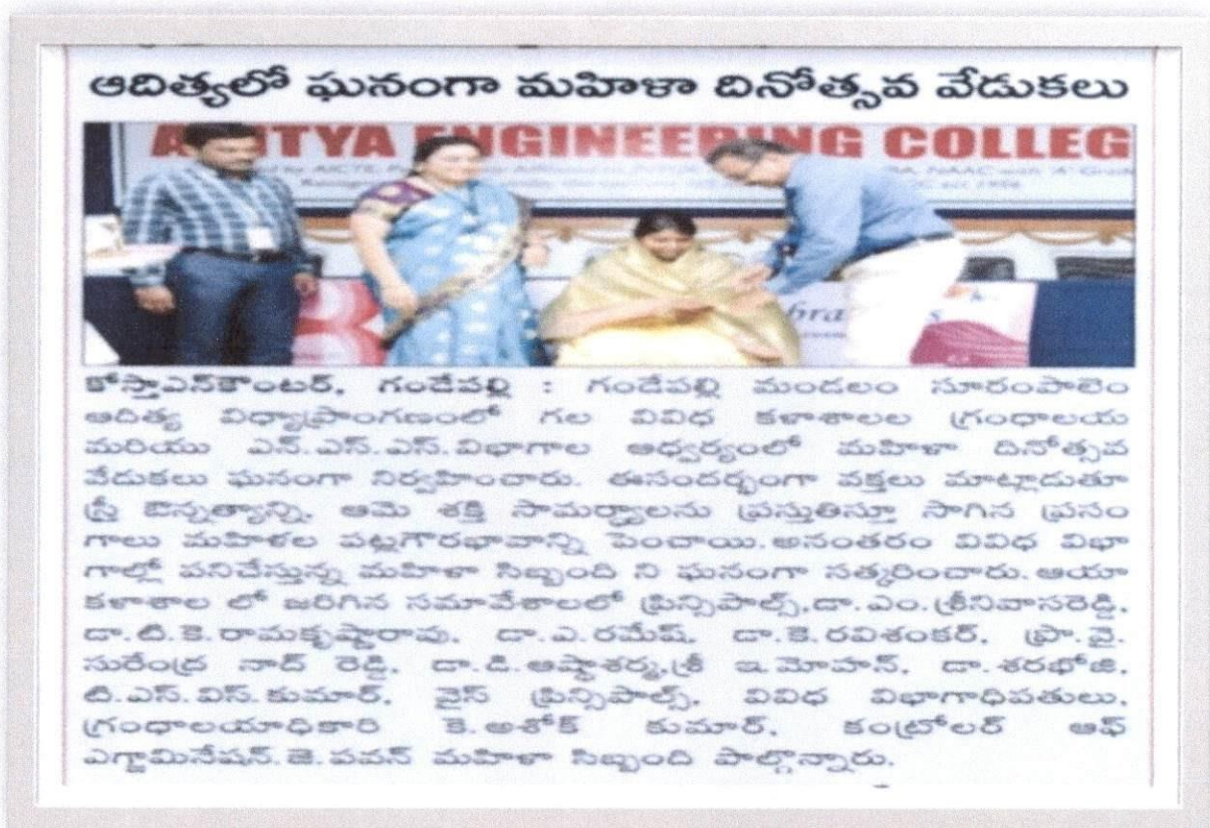 ఆదిత్యలో ఘనంగా మహిళా దినోత్సవ వేడుకలు
TYA ENGINEERING COLLEG
కోస్తాఎన్‌కౌంటర్, గండేపల్లి : గండేపల్లి మండలం సూరంపాలెం
ఆదిత్య విధ్యాప్రాంగణంలో గల వివిధ కళాశాలల గ్రంధాలయ
మరియు ఎన్.ఎస్.ఎస్.విభాగాల ఆధ్వర్యంలో మహిళా దినోత్సవ
వేడుకలు ఘనంగా నిర్వహించారు. ఈసందర్భంగా వక్తలు మాట్లాడుతూ
స్త్రీ ఔన్నత్యాన్ని, ఆమె శక్తి సామర్థ్యాలను ప్రస్తుతిస్తూ సాగిన ప్రసం
గాలు మహిళల పట్లగౌరభావాన్ని పెంచాయి.అనంతరం వివిధ విభా
గాల్లో పనిచేస్తున్న మహిళా సిబ్బంది ని ఘనంగా సత్కరించారు.ఆయా
కళాశాల లో జరిగిన సమావేశాలలో ప్రిన్సిపాల్స్,డా.ఎం.శ్రీనివాసరెడ్డి,
డా.టి.కె.రామకృష్ణారావు, డా.ఎ.రమేష్, డా.కె.రవిశంకర్, ప్రొ.వై.
సురేంద్ర నాద్ రెడ్డి, డా.డి.ఆషాశర్మ,శ్రీ ఇ.మోహన్, డా.శరభోజి,
టి.ఎస్.విస్.కుమార్, వైస్ ప్రిన్సిపాల్స్, వివిధ విభాగాధిపతులు,
గ్రంధాలయాధికారి కె.అశోక్ కుమార్, కంట్రోలర్ ఆఫ్
ఎగ్జామినేషన్.జె.పవన్ మహిళా సిబ్బంది పాల్గొన్నారు.